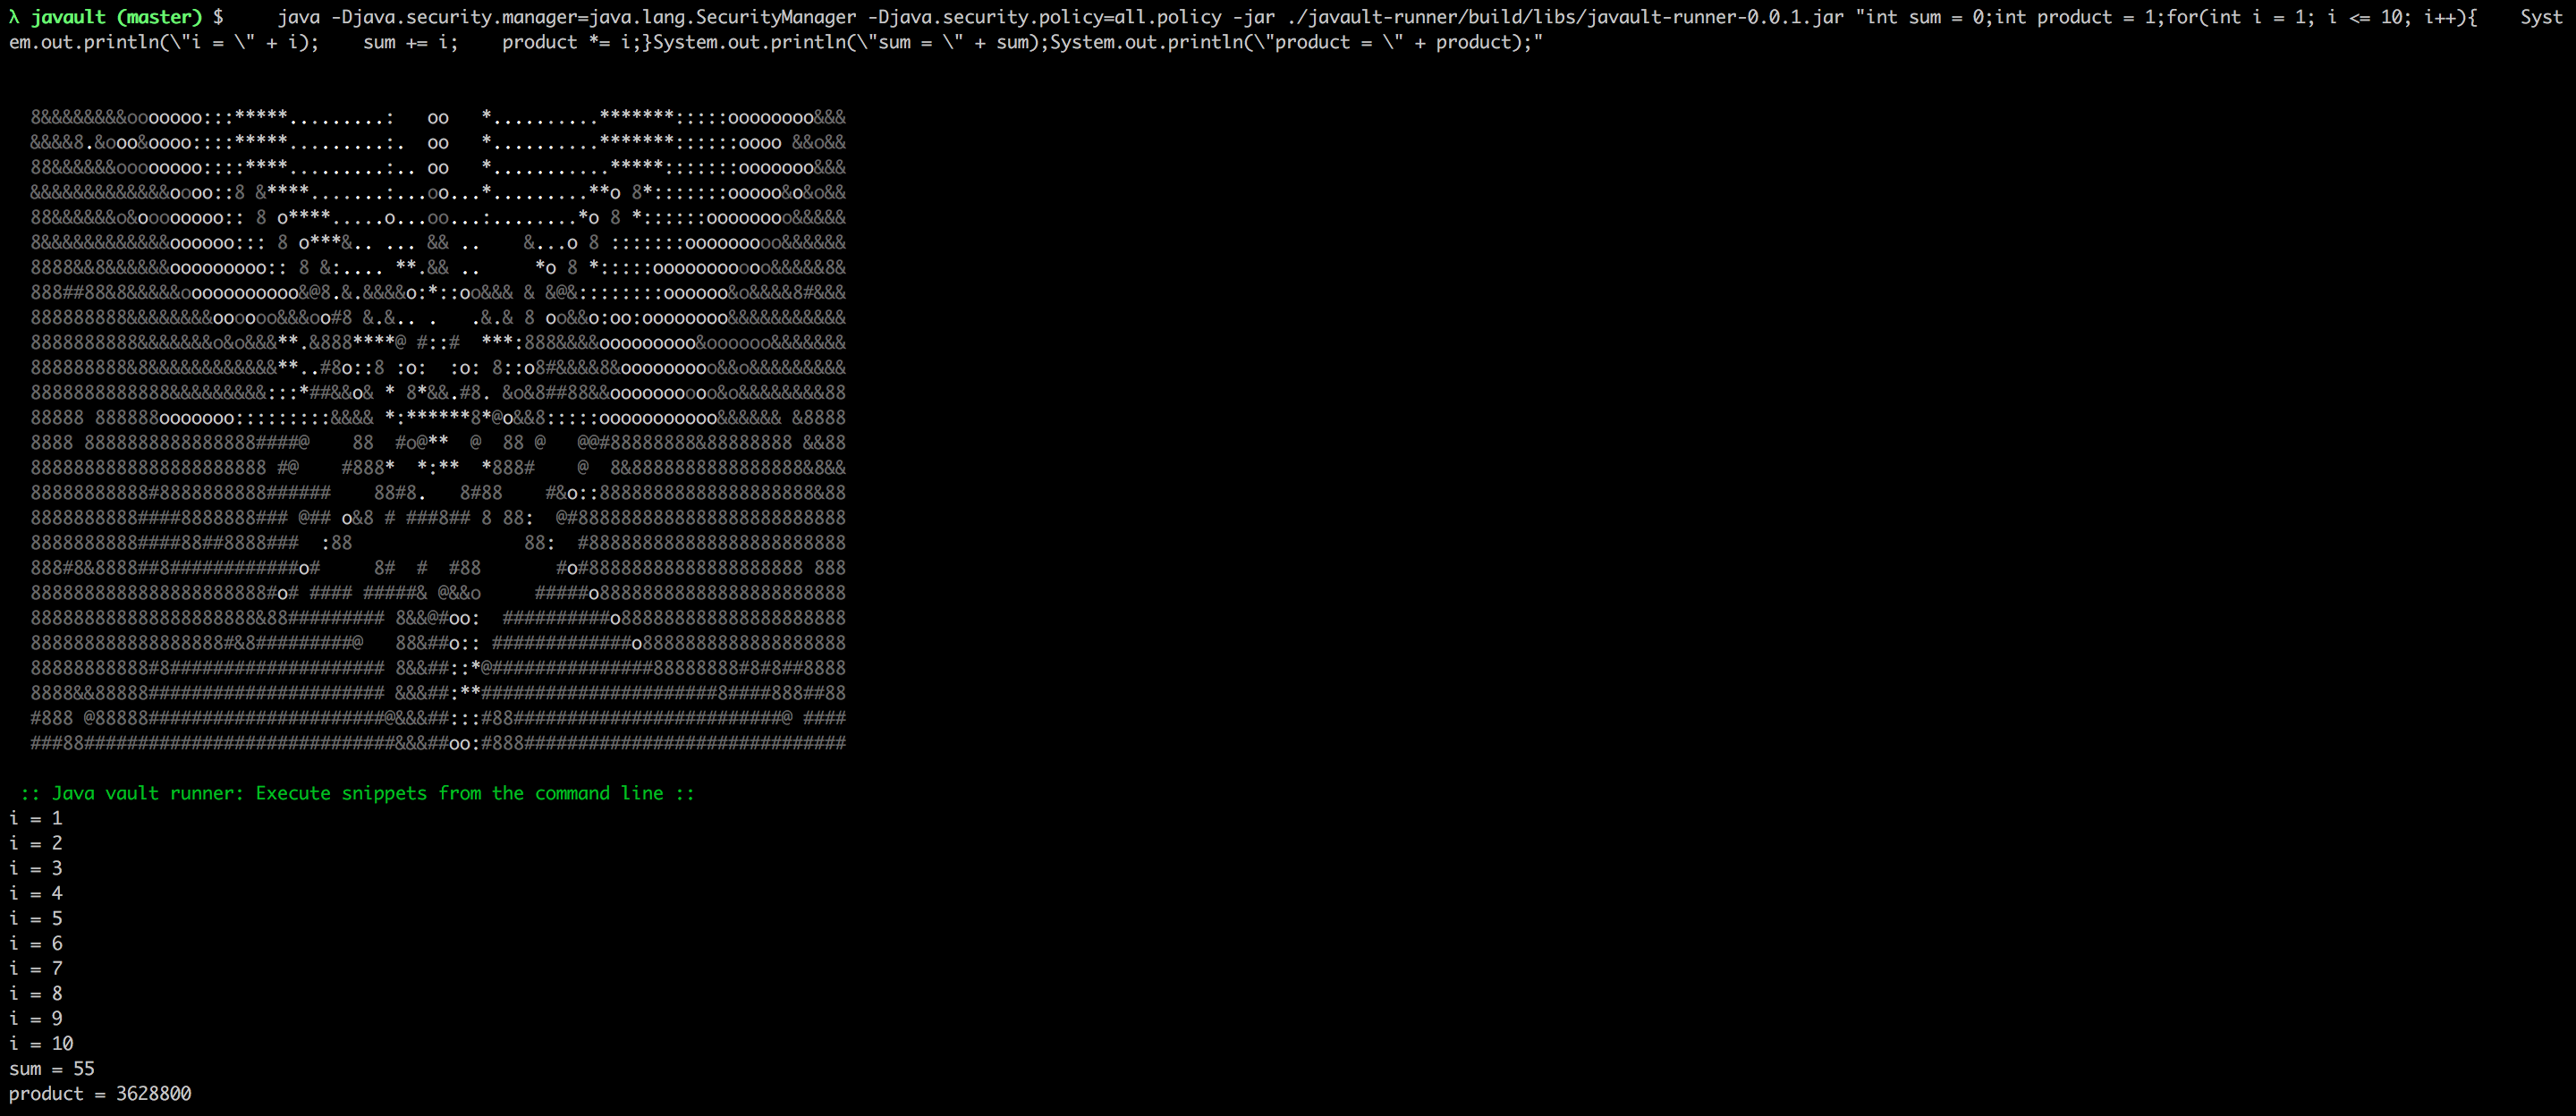 λ javault (master) $     java -Djava.security.manager=java.lang.SecurityManager -Djava.security.policy=all.policy -jar ./javault-runner/build/libs/javault-runner-0.0.1.jar "int sum = 0;int product = 1;for(int i = 1; i <= 10; i++){    Syst
em.out.println(\"i = \" + i);    sum += i;    product *= i;}System.out.println(\"sum = \" + sum);System.out.println(\"product = \" + product);"
:: Java vault runner: Execute snippets from the command line ::
i = 1
i = 2
i = 3
i = 4
i = 5
i = 6
i = 7
i = 8
i = 9
i = 10
sum = 55
product = 3628800